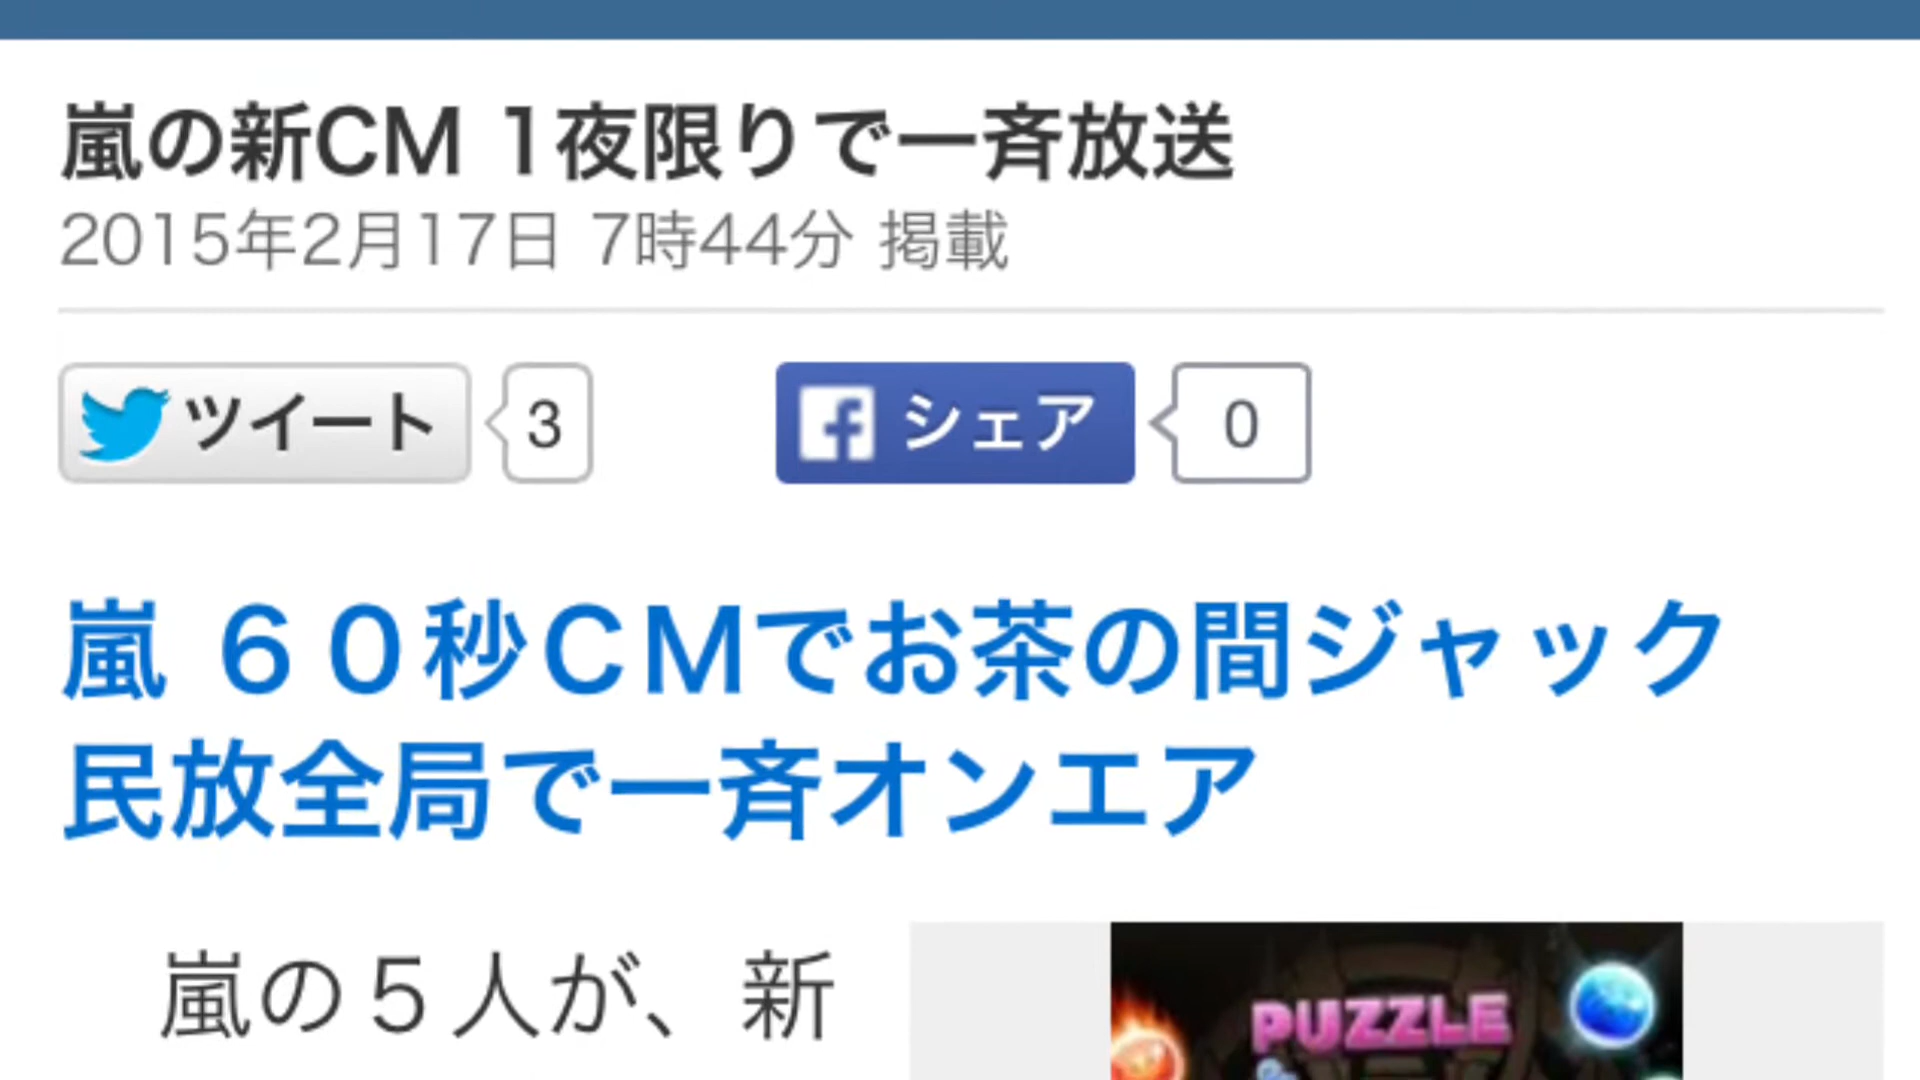 嵐の新CM 1夜限りで一斉放送
2015年2月17日 7時44分 掲載
ツイート 3 シェア 0
嵐 ６０秒ＣＭでお茶の間ジャック
民放全局で一斉オンエア
嵐の５人が、新
PUZZLE